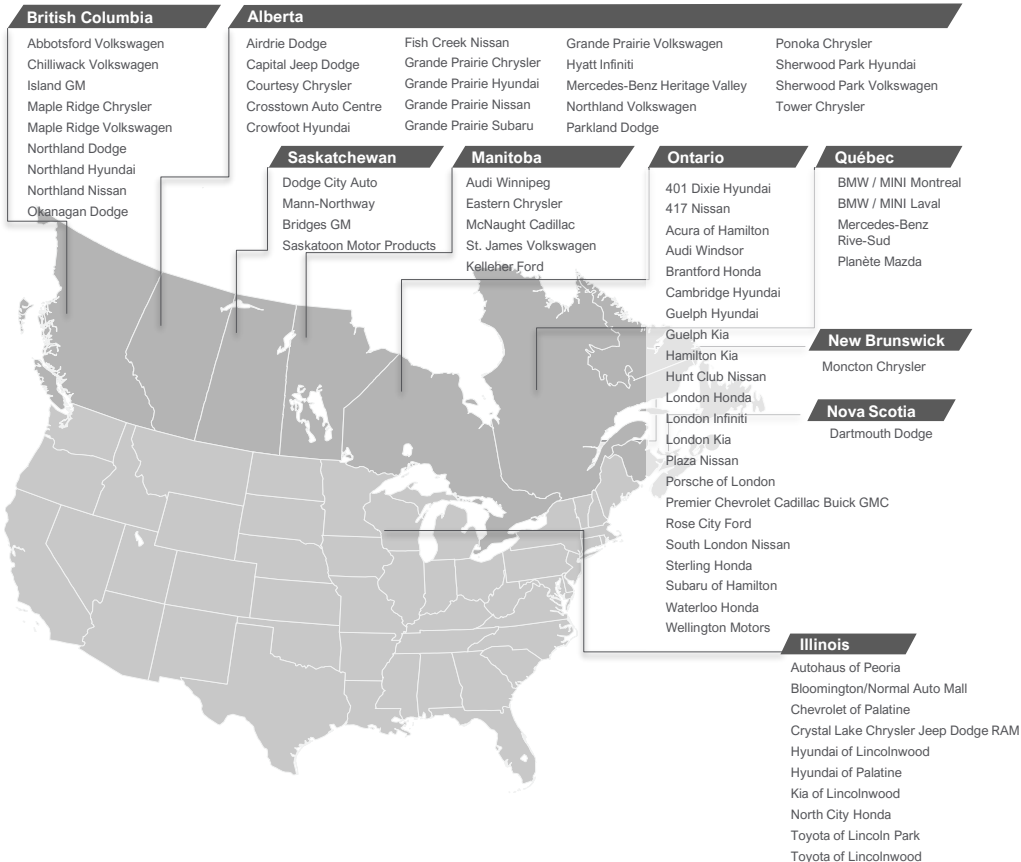 British Columbia
Abbotsford Volkswagen
Chilliwack Volkswagen
Island GM
Maple Ridge Chrysler
Maple Ridge Volkswagen
Northland Dodge
Northland Hyundai
Northland Nissan
Okanagan Dodge
Alberta
Airdrie Dodge
Capital Jeep Dodge
Courtesy Chrysler
Crosstown Auto Centre
Crowfoot Hyundai
Fish Creek Nissan
Grande Prairie Chrysler
Grande Prairie Hyundai
Grande Prairie Nissan
Grande Prairie Subaru
Grande Prairie Volkswagen
Hyatt Infiniti
Mercedes-Benz Heritage Valley
Northland Volkswagen
Parkland Dodge
Ponoka Chrysler
Sherwood Park Hyundai
Sherwood Park Volkswagen
Tower Chrysler
Saskatchewan
Dodge City Auto
Mann-Northway
Bridges GM
Saskatoon Motor Products
Manitoba
Audi Winnipeg
Eastern Chrysler
McNaught Cadillac
St. James Volkswagen
Kelleher Ford
Ontario
401 Dixie Hyundai
417 Nissan
Acura of Hamilton
Audi Windsor
Brantford Honda
Cambridge Hyundai
Guelph Hyundai
Guelph Kia
Hamilton Kia
Hunt Club Nissan
London Honda
London Infiniti
London Kia
Plaza Nissan
Porsche of London
Premier Chevrolet Cadillac Buick GMC
Rose City Ford
South London Nissan
Sterling Honda
Subaru of Hamilton
Waterloo Honda
Wellington Motors
Québec
BMW / MINI Montreal
BMW / MINI Laval
Mercedes-Benz
Rive-Sud
Planète Mazda
New Brunswick
Moncton Chrysler
Nova Scotia
Dartmouth Dodge
Illinois
Autohaus of Peoria
Bloomington/Normal Auto Mall
Chevrolet of Palatine
Crystal Lake Chrysler Jeep Dodge RAM
Hyundai of Lincolnwood
Hyundai of Palatine
Kia of Lincolnwood
North City Honda
Toyota of Lincoln Park
Toyota of Lincolnwood